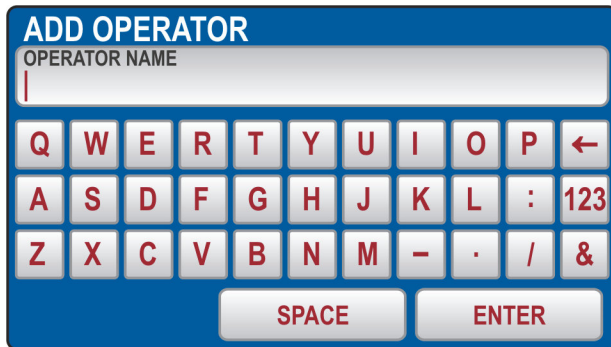 ADD OPERATOR
OPERATOR NAME
Q W E R T Y U I O P ←
A S D F G H J K L : 123
Z X C V B N M – · / &
SPACE ENTER